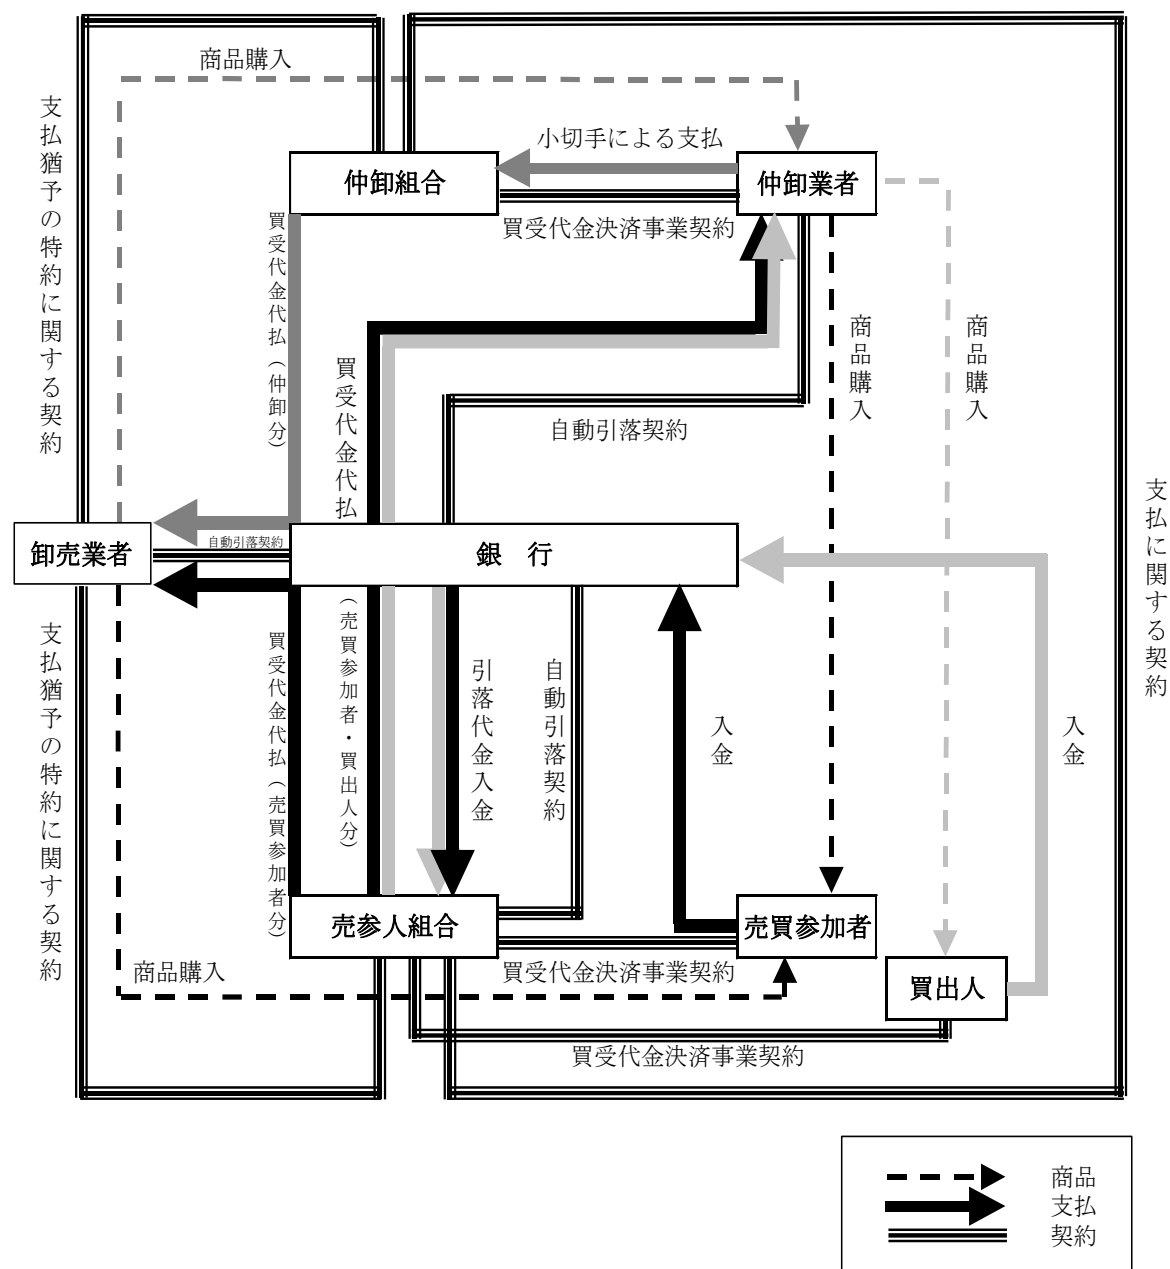 商品購入
支払猶予の特約に関する契約
小切手による支払
仲卸組合
仲卸業者
買受代金決済事業契約
買受代金代払（仲卸分）
商品購入
商品購入
買受代金代払
自動引落契約
支払に関する契約
卸売業者
自動引落契約
銀　行
（売買参加者・買出人分）
支払猶予の特約に関する契約
買受代金代払（売買参加者分）
引落代金入金
自動引落契約
入金
入金
売参人組合
売買参加者
商品購入
買受代金決済事業契約
買出人
買受代金決済事業契約
商品
支払
契約